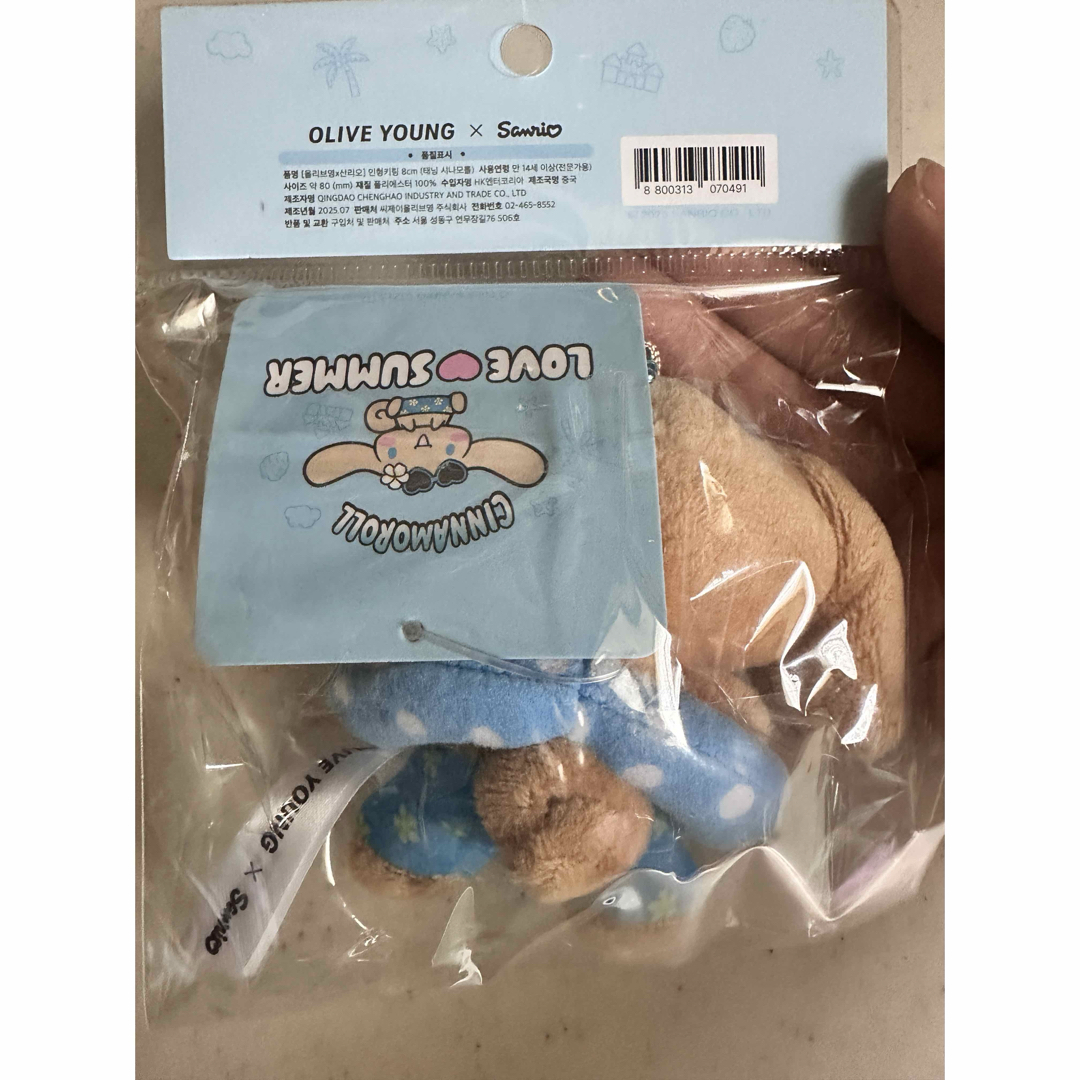 OLIVE YOUNG × Sanrio
• 품질표시 •
품명 [올리브영x산리오] 인형키링 8cm (태닝 시나모롤) 사용연령 만 14세 이상(전문가용)
사이즈 약 80 (mm) 재질 폴리에스터 100% 수입자명 HK엔터코리아 제조국명 중국
제조자명 QINGDAO CHENGHAO INDUSTRY AND TRADE CO., LTD
제조년월 2025.07 판매처 씨제이올리브영 주식회사 전화번호 02-465-8552
반품 및 교환 구입처 및 판매처 주소 서울 성동구 연무장길76 506호
8 800313 070491
LOVE SUMMER
CINNAMOROLL
OLIVE YOUNG × Sanrio